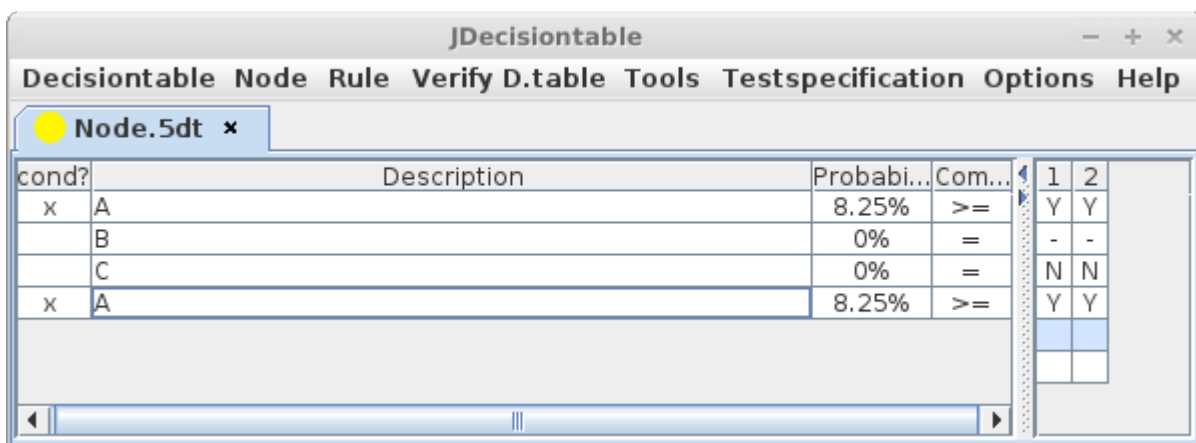 JDecisiontable
Decisiontable Node Rule Verify D.table Tools Testspecification Options Help
Node.5dt ×
cond? Description Probabi... Com... 1 2
x A 8.25% >= Y Y
B 0% = - -
C 0% = N N
x A 8.25% >= Y Y